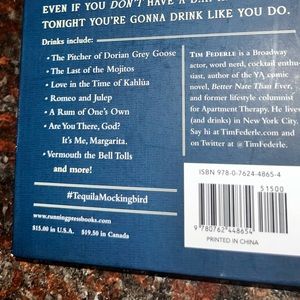 EVEN IF YOU DON'T HAVE A
TONIGHT YOU'RE GONNA DRINK LIKE YOU DO.
Drinks include:
• The Pitcher of Dorian Grey Goose
• The Last of the Mojitos
• Love in the Time of Kahlúa
• Romeo and Julep
• A Rum of One's Own
• Are You There, God?
It's Me, Margarita.
• Vermouth the Bell Tolls
and more!
#TequilaMockingbird
www.runningpressbooks.com
$15.00 in U.S.A. $19.50 in Canada
TIM FEDERLE is a Broadway
actor, word nerd, cocktail enthu-
siast, author of the YA comic
novel, Better Nate Than Ever,
and former lifestyle columnist
for Apartment Therapy. He lives
(and drinks) in New York City.
Say hi at TimFederle.com and
on Twitter at @TimFederle.
ISBN 978-0-7624-4865-4
51500
9 780762 448654
PRINTED IN CHINA